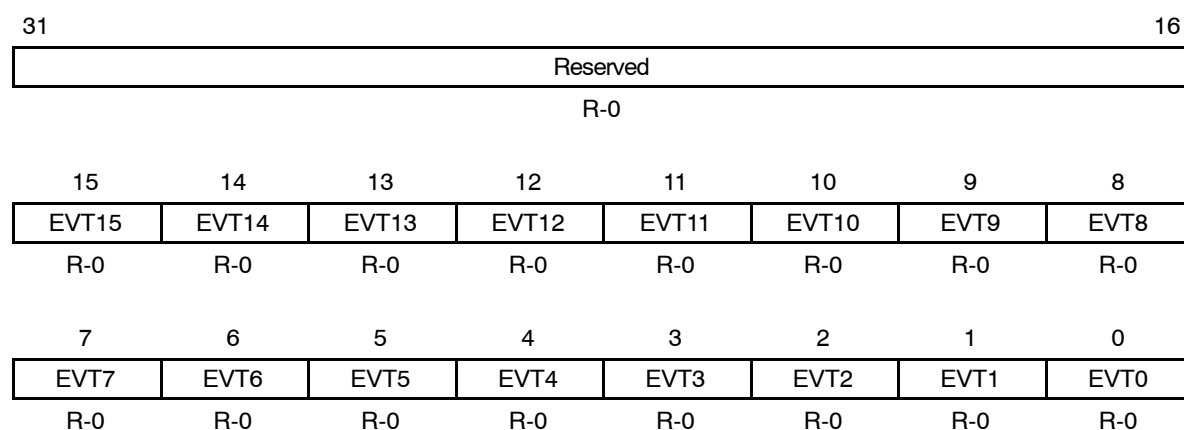 31 16
Reserved
R-0
15 14 13 12 11 10 9 8
EVT15 EVT14 EVT13 EVT12 EVT11 EVT10 EVT9 EVT8
R-0 R-0 R-0 R-0 R-0 R-0 R-0 R-0
7 6 5 4 3 2 1 0
EVT7 EVT6 EVT5 EVT4 EVT3 EVT2 EVT1 EVT0
R-0 R-0 R-0 R-0 R-0 R-0 R-0 R-0